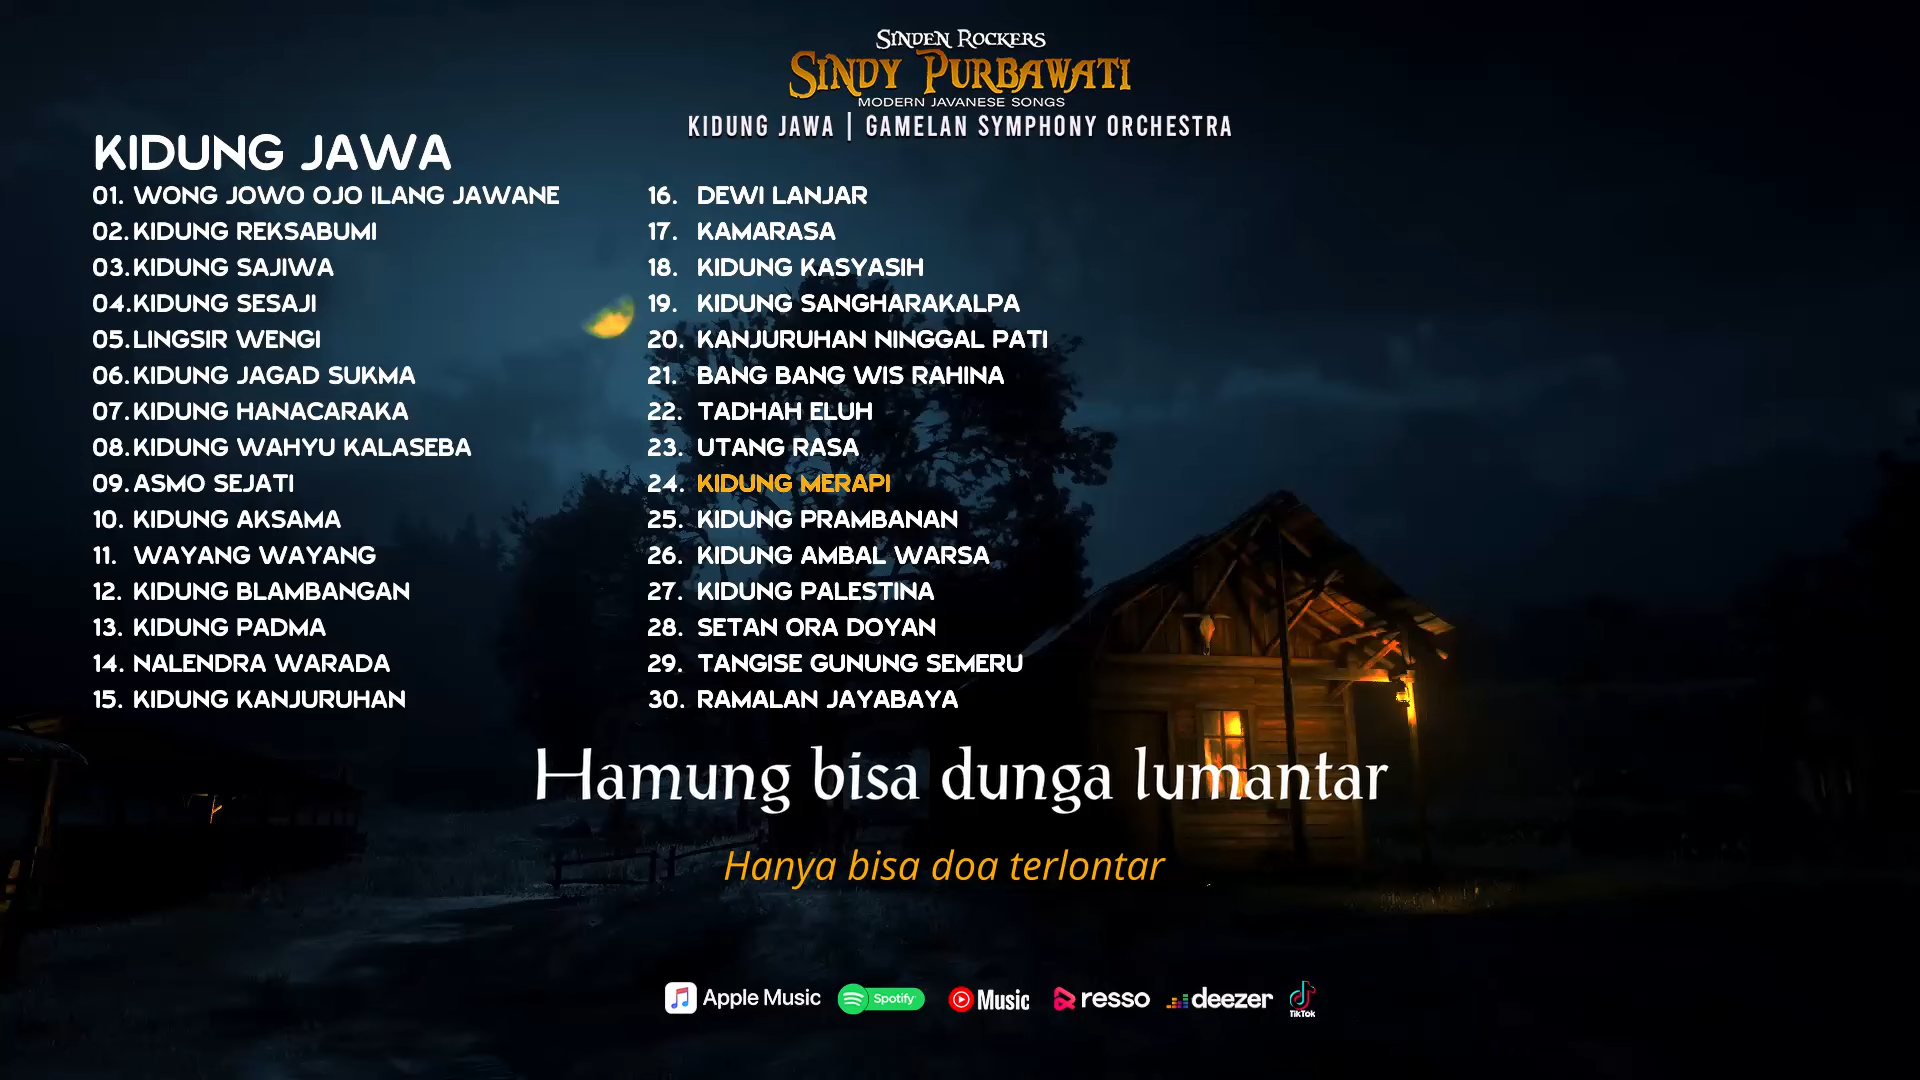 SINDEN ROCKERS
SINDY PURBAWATI
MODERN JAVANESE SONGS
KIDUNG JAWA | GAMELAN SYMPHONY ORCHESTRA
KIDUNG JAWA
01. WONG JOWO OJO ILANG JAWANE
02. KIDUNG REKSABUMI
03. KIDUNG SAJIWA
04. KIDUNG SESAJI
05. LINGSIR WENGI
06. KIDUNG JAGAD SUKMA
07. KIDUNG HANACARAKA
08. KIDUNG WAHYU KALASEBA
09. ASMO SEJATI
10. KIDUNG AKSAMA
11. WAYANG WAYANG
12. KIDUNG BLAMBANGAN
13. KIDUNG PADMA
14. NALENDRA WARADA
15. KIDUNG KANJURUHAN
16. DEWI LANJAR
17. KAMARASA
18. KIDUNG KASYASIH
19. KIDUNG SANGHARAKALPA
20. KANJURUHAN NINGGAL PATI
21. BANG BANG WIS RAHINA
22. TADHAH ELUH
23. UTANG RASA
24. KIDUNG MERAPI
25. KIDUNG PRAMBANAN
26. KIDUNG AMBAL WARSA
27. KIDUNG PALESTINA
28. SETAN ORA DOYAN
29. TANGISE GUNUNG SEMERU
30. RAMALAN JAYABAYA
Hamung bisa dunga lumantar
Hanya bisa doa terlontar
Apple Music Spotify Music resso deezer TikTok